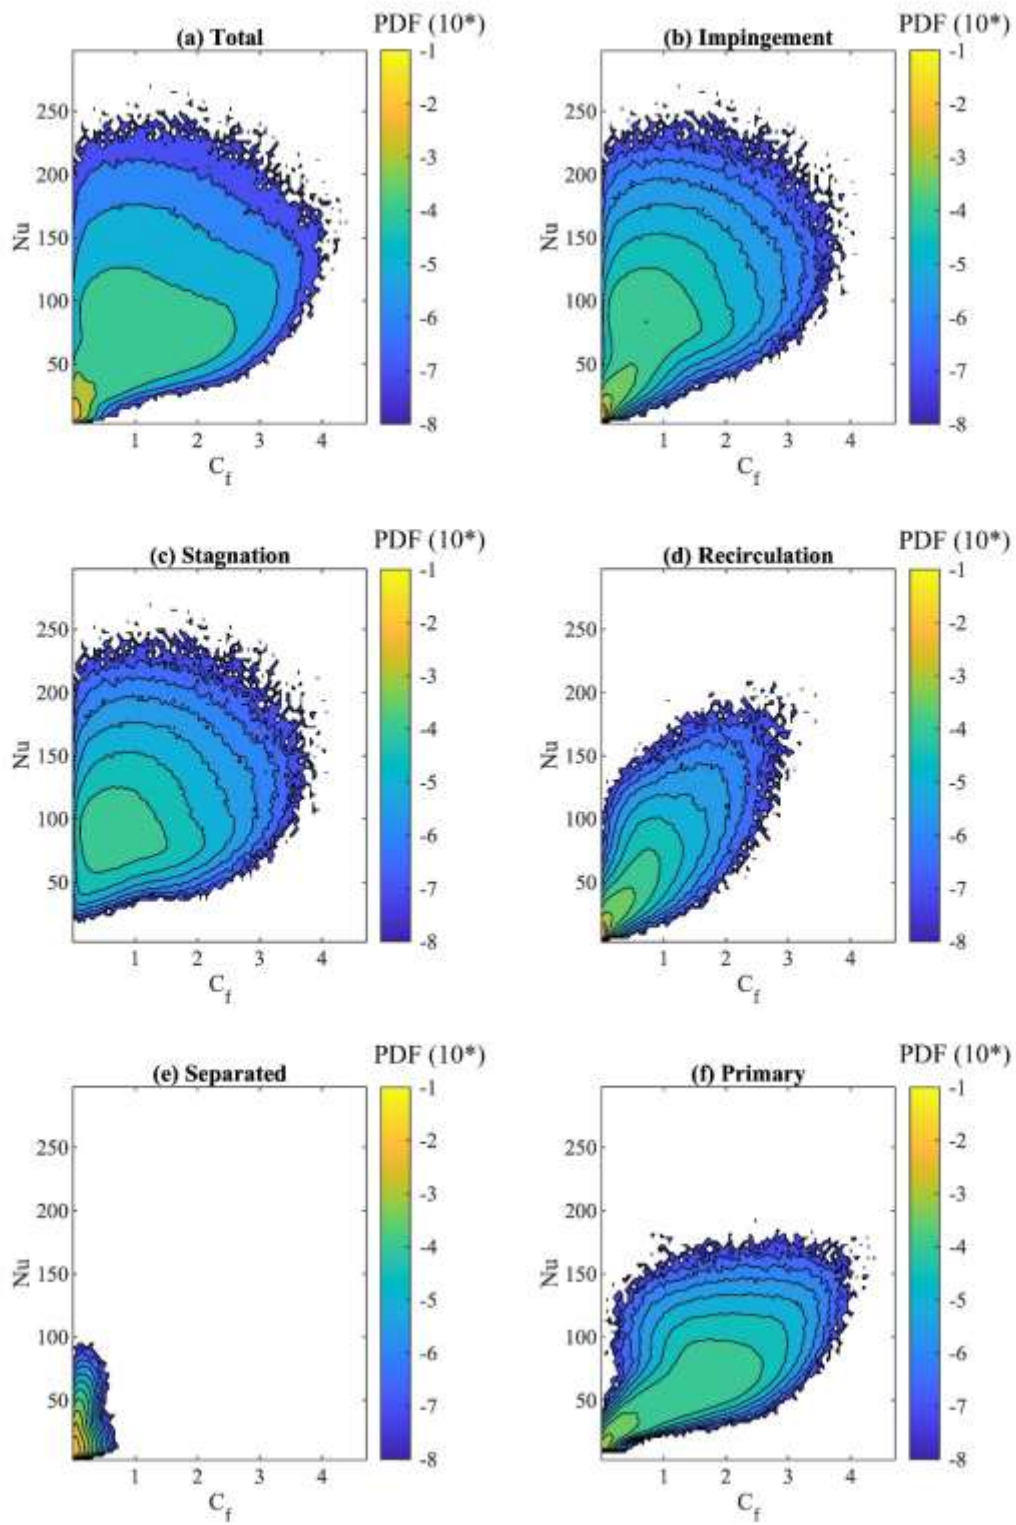 (a) Total
PDF (10*)
250
200
150
100
50
Nu
1 2 3 4
C_f
-1
-2
-3
-4
-5
-6
-7
-8
(b) Impingement
PDF (10*)
250
200
150
100
50
Nu
1 2 3 4
C_f
-1
-2
-3
-4
-5
-6
-7
-8
(c) Stagnation
PDF (10*)
250
200
150
100
50
Nu
1 2 3 4
C_f
-1
-2
-3
-4
-5
-6
-7
-8
(d) Recirculation
PDF (10*)
250
200
150
100
50
Nu
1 2 3 4
C_f
-1
-2
-3
-4
-5
-6
-7
-8
(e) Separated
PDF (10*)
250
200
150
100
50
Nu
1 2 3 4
C_f
-1
-2
-3
-4
-5
-6
-7
-8
(f) Primary
PDF (10*)
250
200
150
100
50
Nu
1 2 3 4
C_f
-1
-2
-3
-4
-5
-6
-7
-8